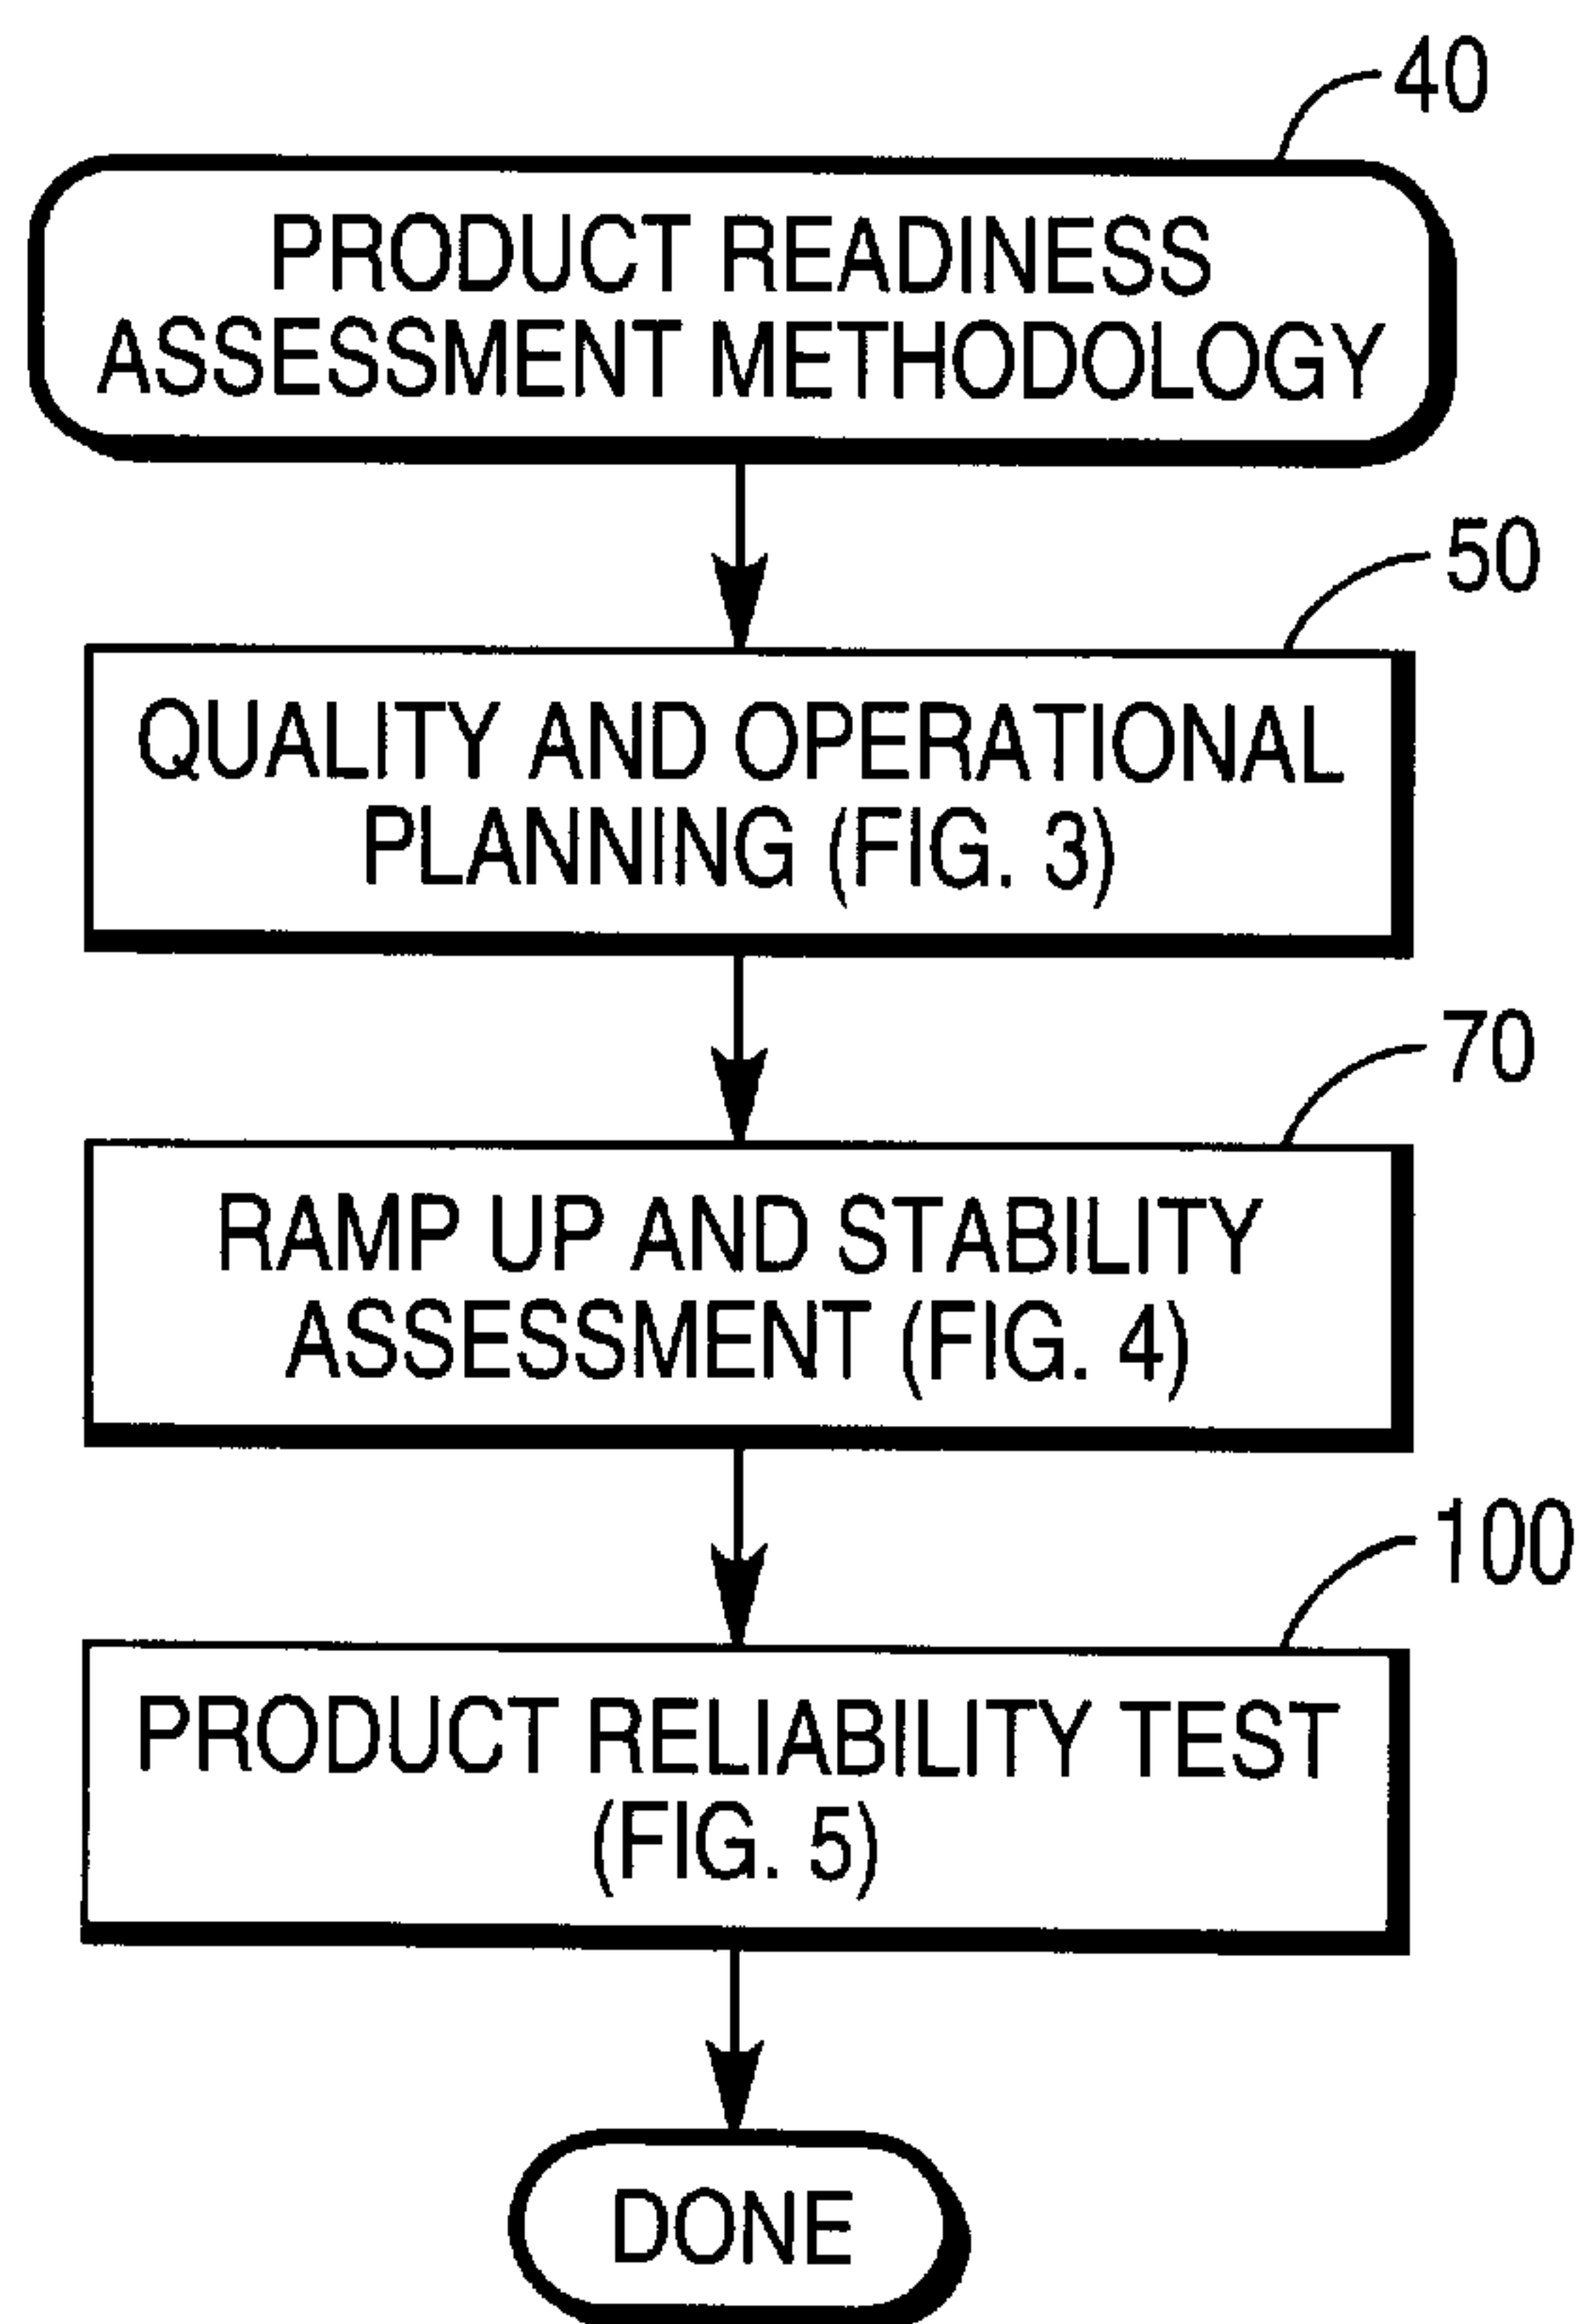 40
PRODUCT READINESS
ASSESSMENT METHODOLOGY
50
QUALITY AND OPERATIONAL
PLANNING (FIG. 3)
70
RAMP UP AND STABILITY
ASSESSMENT (FIG. 4)
100
PRODUCT RELIABILITY TEST
(FIG. 5)
DONE